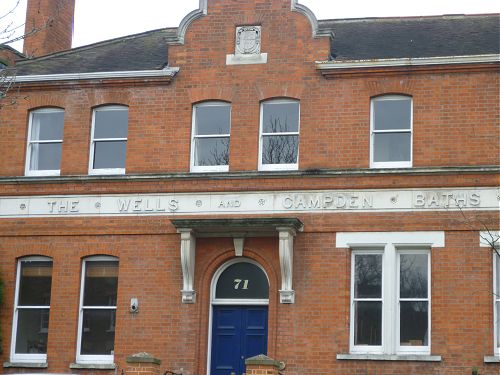 THE WELLS AND CAMPDEN BATHS
71